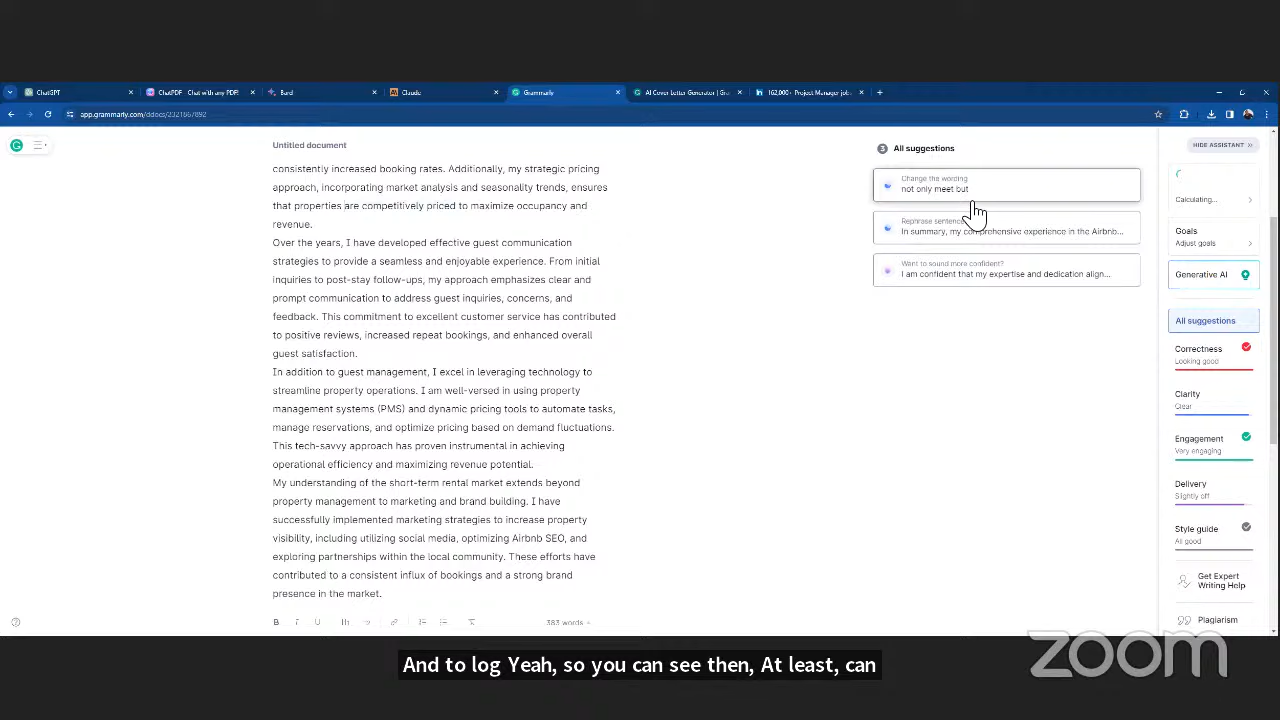 ChatGPT
ChatPDF - Chat with any PDF!
Bard
Claude
Grammarly
AI Cover Letter Generator | Gra
162,000+ Project Manager job
app.grammarly.com/ddocs/2321867892
Untitled document
consistently increased booking rates. Additionally, my strategic pricing
approach, incorporating market analysis and seasonality trends, ensures
that properties are competitively priced to maximize occupancy and
revenue.
Over the years, I have developed effective guest communication
strategies to provide a seamless and enjoyable experience. From initial
inquiries to post-stay follow-ups, my approach emphasizes clear and
prompt communication to address guest inquiries, concerns, and
feedback. This commitment to excellent customer service has contributed
to positive reviews, increased repeat bookings, and enhanced overall
guest satisfaction.
In addition to guest management, I excel in leveraging technology to
streamline property operations. I am well-versed in using property
management systems (PMS) and dynamic pricing tools to automate tasks,
manage reservations, and optimize pricing based on demand fluctuations.
This tech-savvy approach has proven instrumental in achieving
operational efficiency and maximizing revenue potential.
My understanding of the short-term rental market extends beyond
property management to marketing and brand building. I have
successfully implemented marketing strategies to increase property
visibility, including utilizing social media, optimizing Airbnb SEO, and
exploring partnerships within the local community. These efforts have
contributed to a consistent influx of bookings and a strong brand
presence in the market.
B I U H1
383 words
3 All suggestions
Change the wording
not only meet but
Rephrase sentence
In summary, my comprehensive experience in the Airbnb...
Want to sound more confident?
I am confident that my expertise and dedication align...
HIDE ASSISTANT
Calculating...
Goals
Adjust goals
Generative AI
All suggestions
Correctness
Looking good
Clarity
Clear
Engagement
Very engaging
Delivery
Slightly off
Style guide
All good
Get Expert
Writing Help
Plagiarism
And to log Yeah, so you can see then, At least, can
zoom